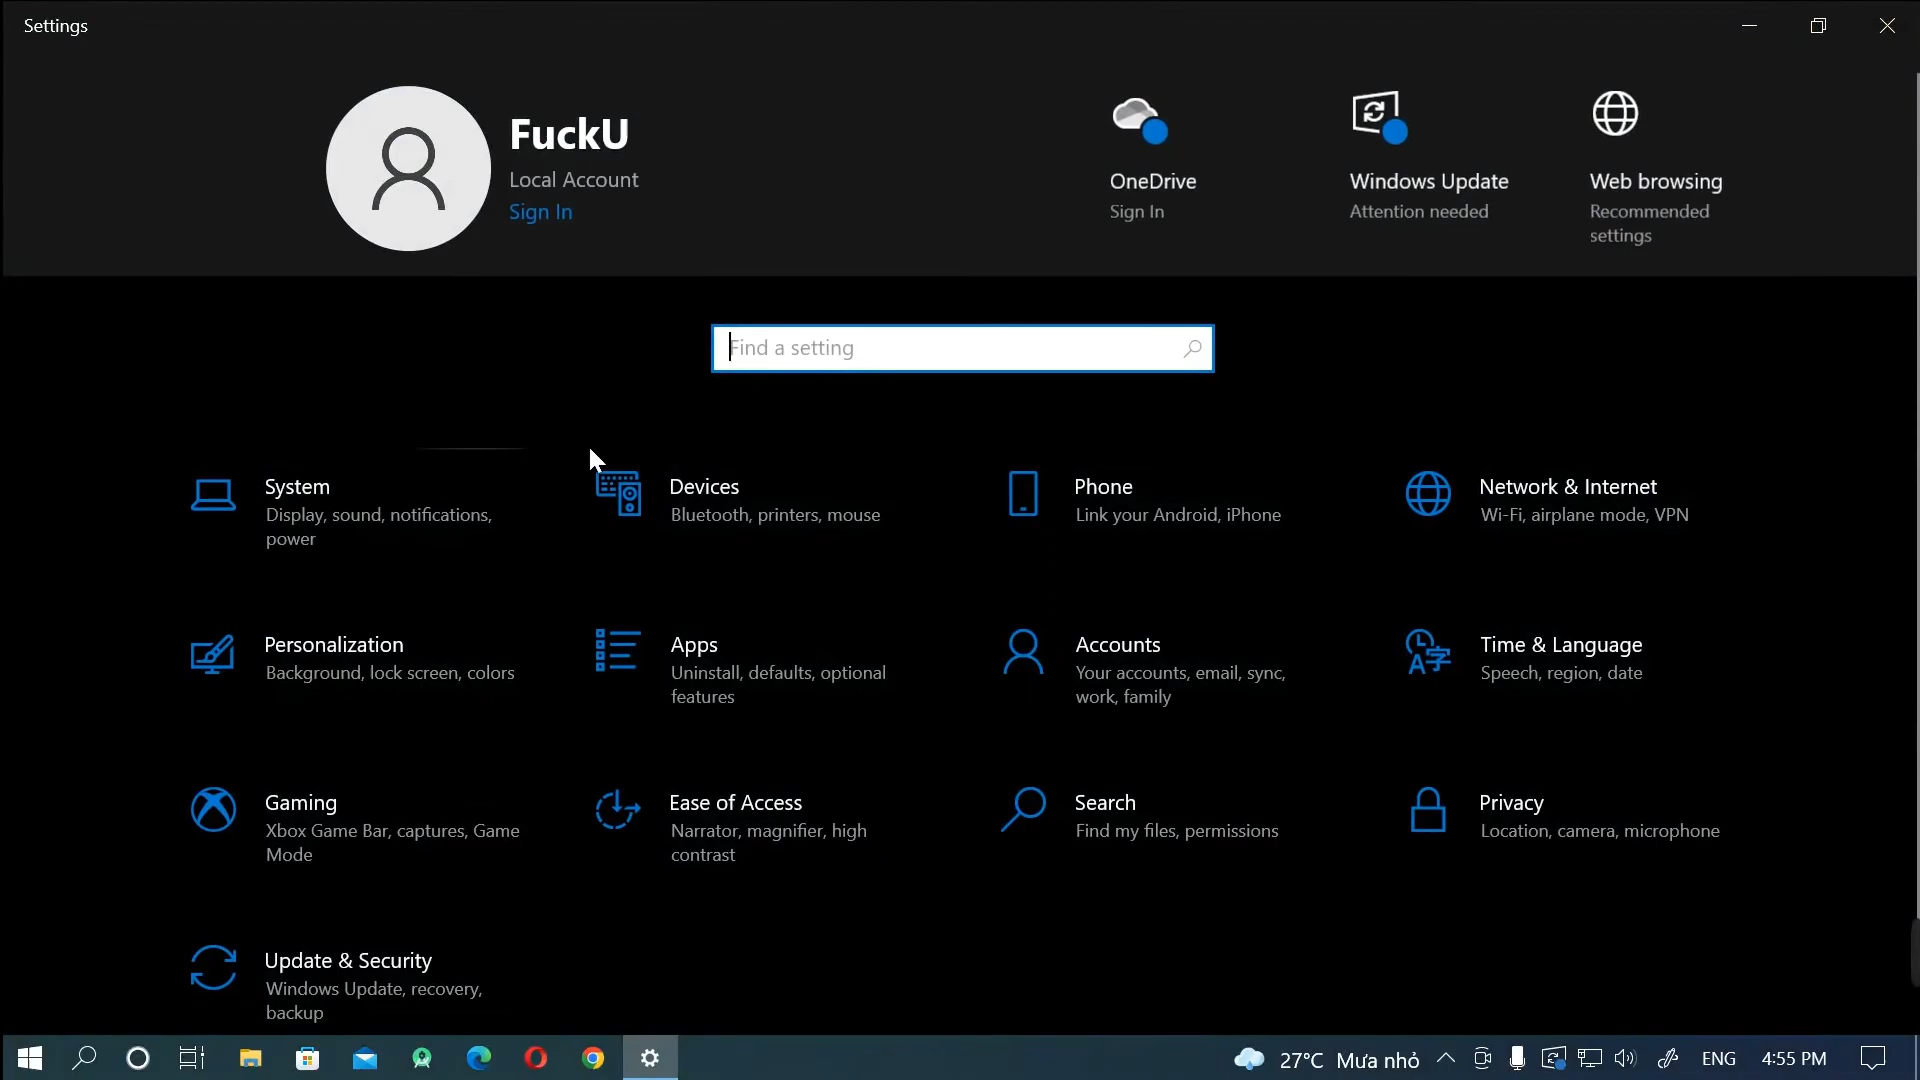 Settings
FuckU
Local Account
Sign In
OneDrive
Sign In
Windows Update
Attention needed
Web browsing
Recommended
settings
Find a setting
System
Display, sound, notifications,
power
Devices
Bluetooth, printers, mouse
Phone
Link your Android, iPhone
Network & Internet
Wi-Fi, airplane mode, VPN
Personalization
Background, lock screen, colors
Apps
Uninstall, defaults, optional
features
Accounts
Your accounts, email, sync,
work, family
Time & Language
Speech, region, date
Gaming
Xbox Game Bar, captures, Game
Mode
Ease of Access
Narrator, magnifier, high
contrast
Search
Find my files, permissions
Privacy
Location, camera, microphone
Update & Security
Windows Update, recovery,
backup
27°C Mưa nhỏ ENG 4:55 PM